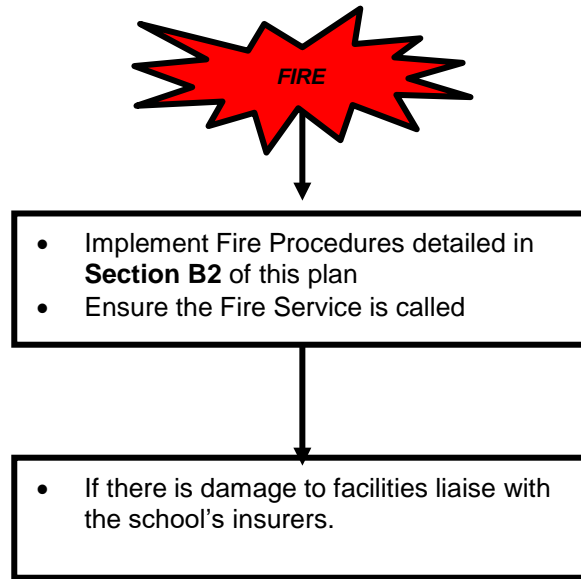 FIRE
• Implement Fire Procedures detailed in
Section B2 of this plan
• Ensure the Fire Service is called
• If there is damage to facilities liaise with
the school’s insurers.